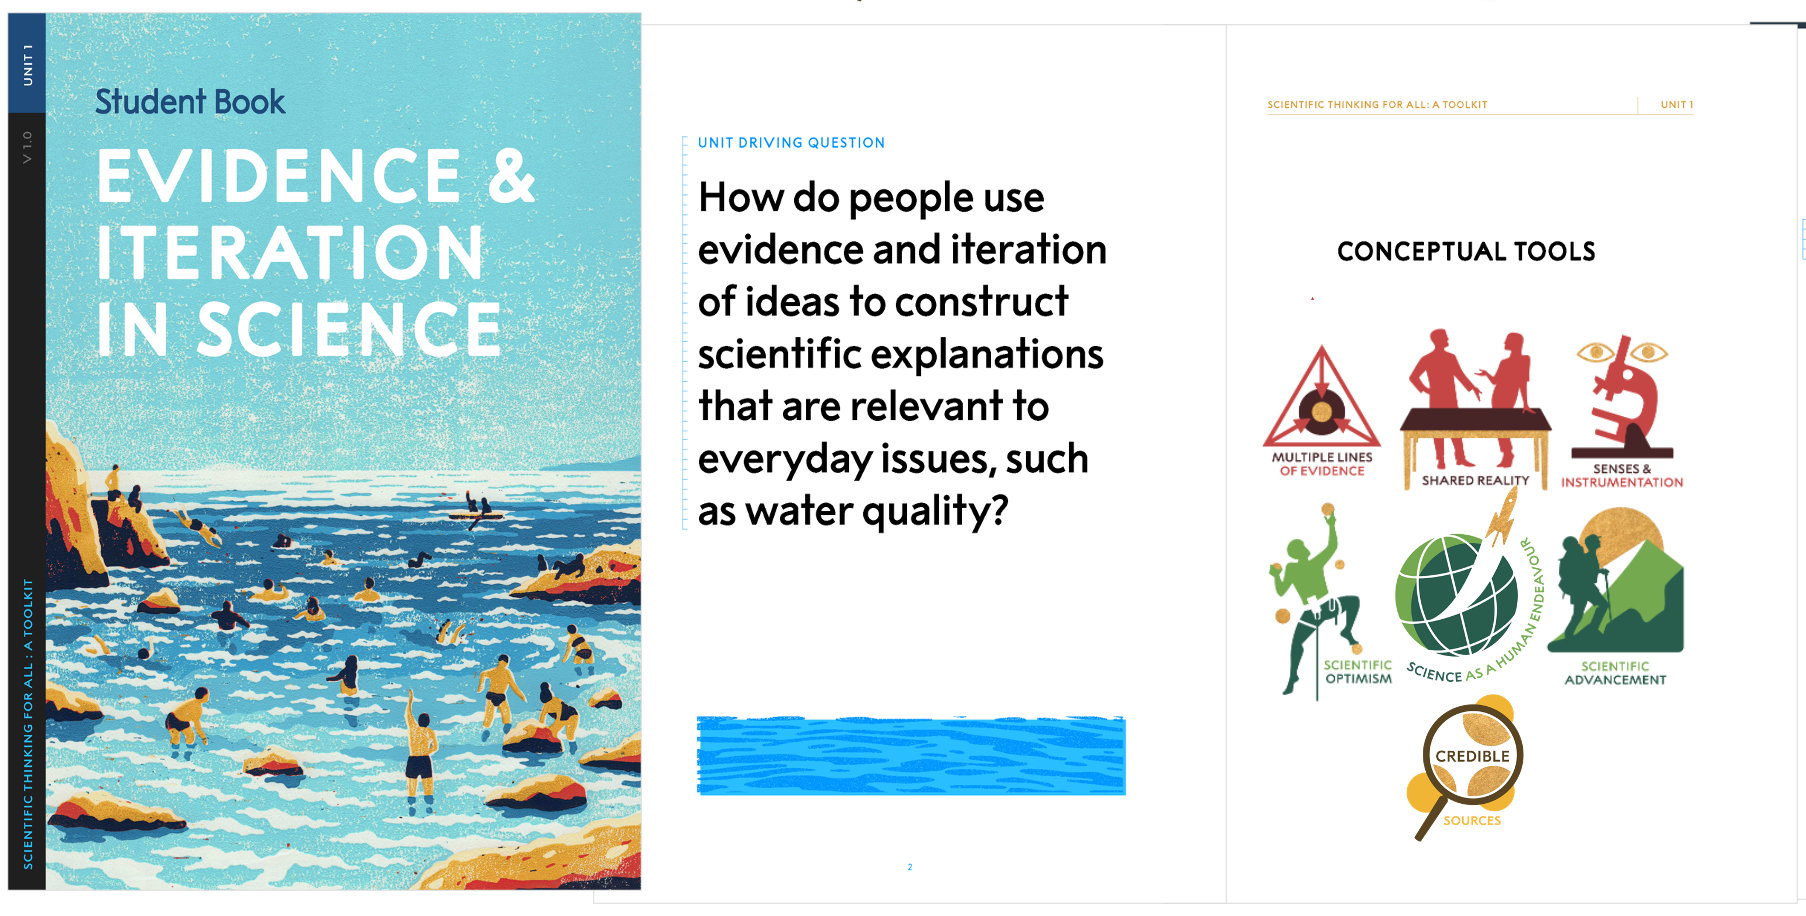 UNIT 1
V 1.0
SCIENTIFIC THINKING FOR ALL : A TOOLKIT
Student Book
EVIDENCE &
ITERATION
IN SCIENCE
UNIT DRIVING QUESTION
How do people use
evidence and iteration
of ideas to construct
scientific explanations
that are relevant to
everyday issues, such
as water quality?
2
SCIENTIFIC THINKING FOR ALL: A TOOLKIT
UNIT 1
CONCEPTUAL TOOLS
MULTIPLE LINES
OF EVIDENCE
SHARED REALITY
SENSES &
INSTRUMENTATION
SCIENTIFIC
OPTIMISM
SCIENCE AS A HUMAN ENDEAVOUR
SCIENTIFIC
ADVANCEMENT
CREDIBLE
SOURCES